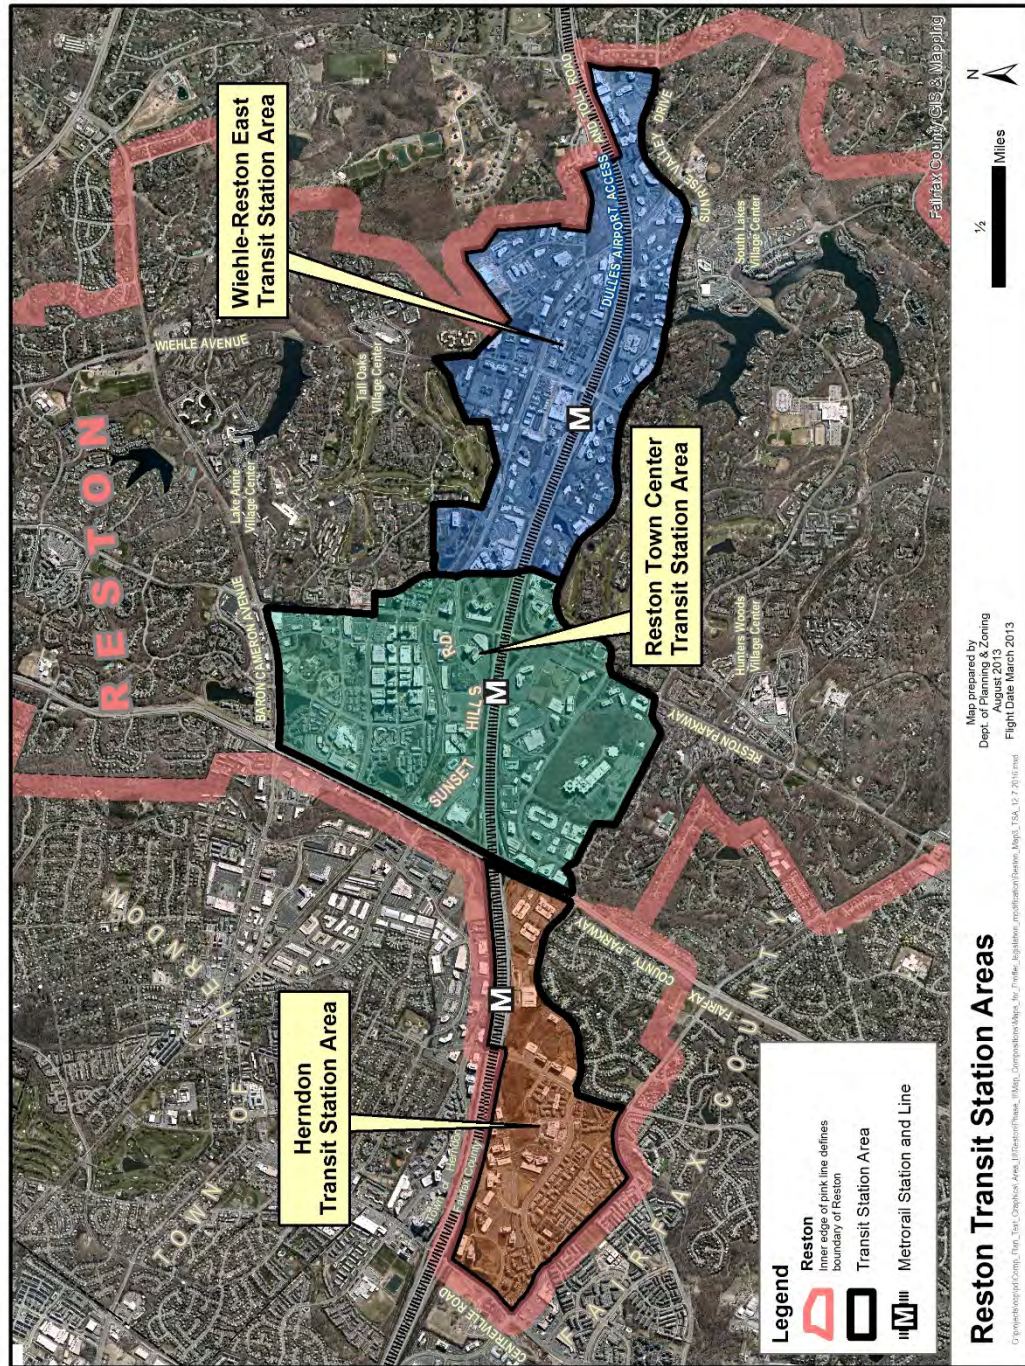 RESTON
TOWN OF HERNDON
FAIRFAX COUNTY
Herndon
Transit Station Area
Wiehle-Reston East
Transit Station Area
Reston Town Center
Transit Station Area
BARON CAMERON AVENUE
WIEHLE AVENUE
Lake Anne
Village Center
Tall Oaks
Village Center
SUNSET HILLS RD
DULLES AIRPORT ACCESS AND TOLL ROAD
SUNRISE VALLEY DRIVE
South Lakes
Village Center
Hunters Woods
Village Center
RESTON PARKWAY
FAIRFAX COUNTY PARKWAY
CENTREVILLE ROAD
Fairfax County
M
M
M
Legend
Reston
Inner edge of pink line defines
boundary of Reston
Transit Station Area
M
Metrorail Station and Line
Reston Transit Station Areas
Map prepared by
Dept. of Planning & Zoning
August 2013
Flight Date March 2013
½
Miles
N
Fairfax County GIS & Mapping